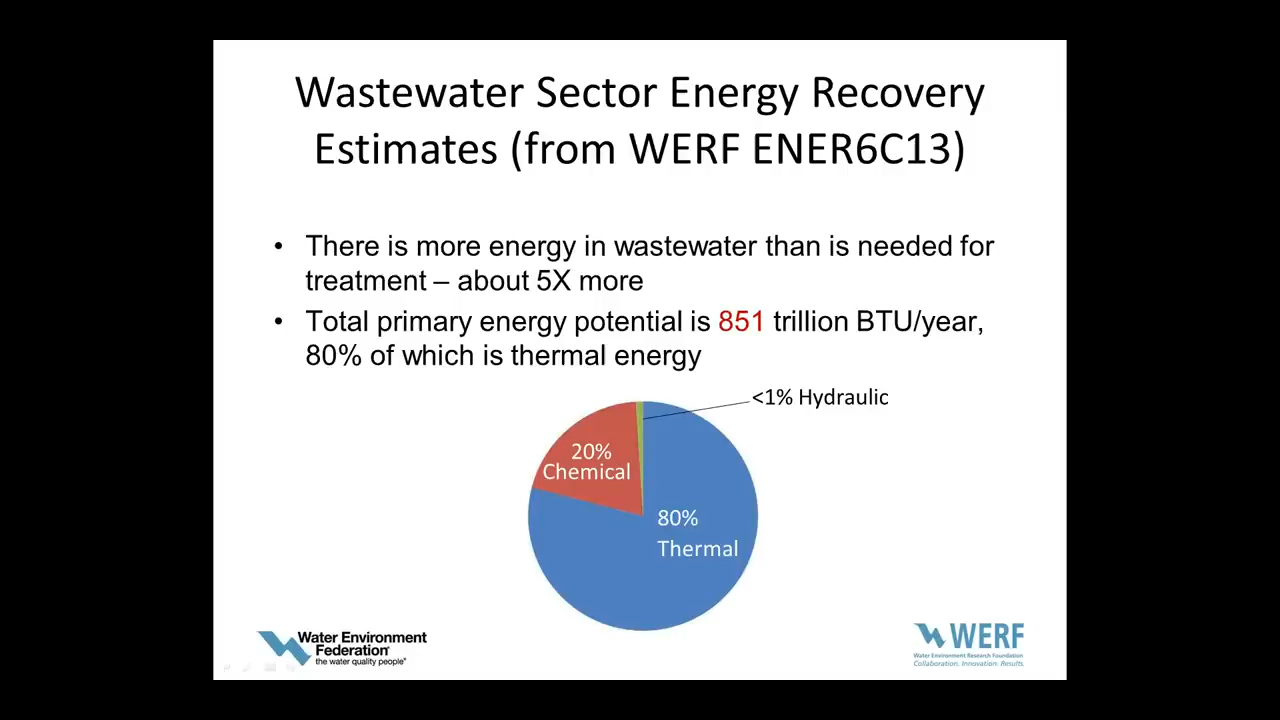 Wastewater Sector Energy Recovery
Estimates (from WERF ENER6C13)
• There is more energy in wastewater than is needed for
treatment – about 5X more
• Total primary energy potential is 851 trillion BTU/year,
80% of which is thermal energy
<1% Hydraulic
20%
Chemical
80%
Thermal
Water Environment
Federation®
the water quality people®
WERF
Water Environment Research Foundation
Collaboration. Innovation. Results.